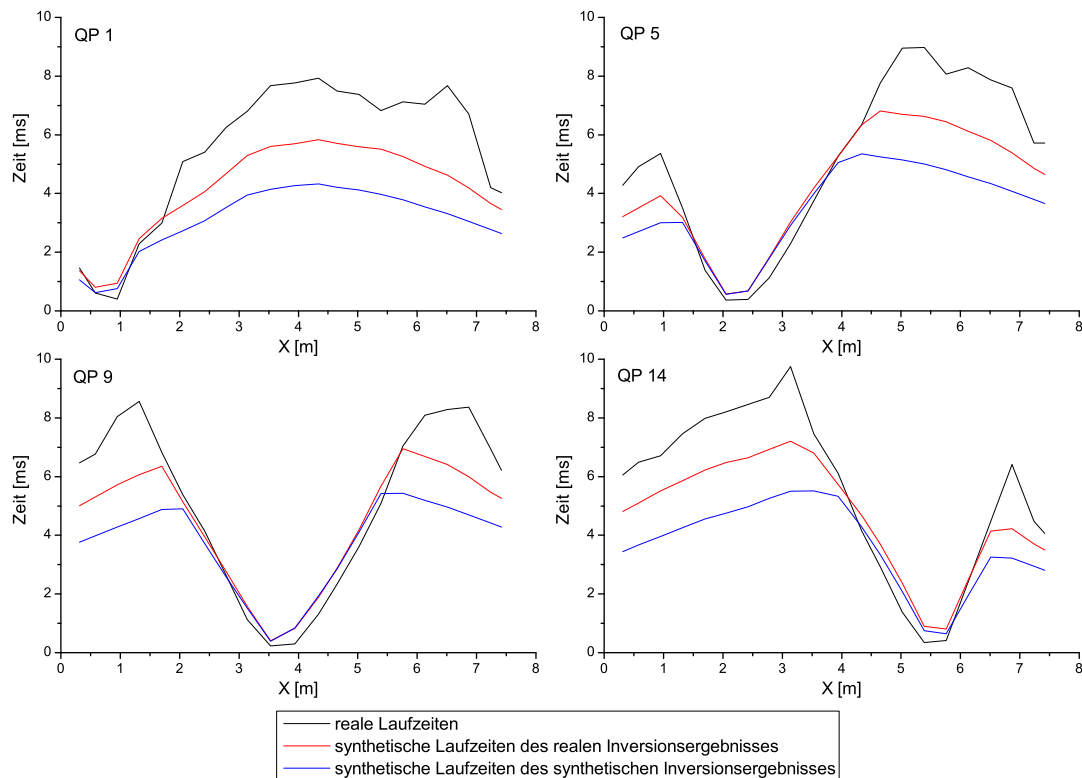 QP 1
Zeit [ms]
10
8
6
4
2
0
0 1 2 3 4 5 6 7 8
X [m]
QP 5
Zeit [ms]
10
8
6
4
2
0
0 1 2 3 4 5 6 7 8
X [m]
QP 9
Zeit [ms]
10
8
6
4
2
0
0 1 2 3 4 5 6 7 8
X [m]
QP 14
Zeit [ms]
10
8
6
4
2
0
0 1 2 3 4 5 6 7 8
X [m]
reale Laufzeiten
synthetische Laufzeiten des realen Inversionsergebnisses
synthetische Laufzeiten des synthetischen Inversionsergebnisses